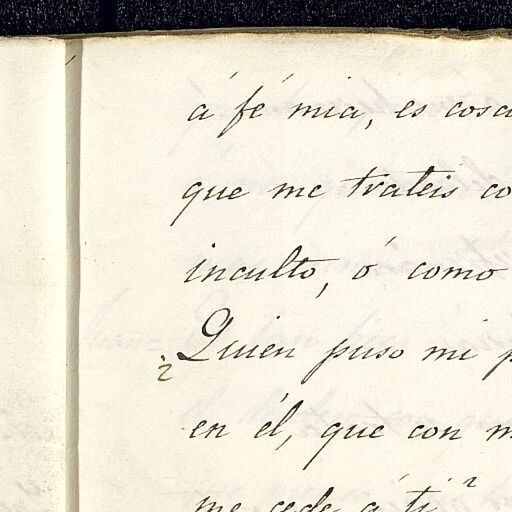 á fé mia, es cosa
que me trateis co
inculto, ó como
¿Quien puso mi p
en él, que con m
me cede á ti?